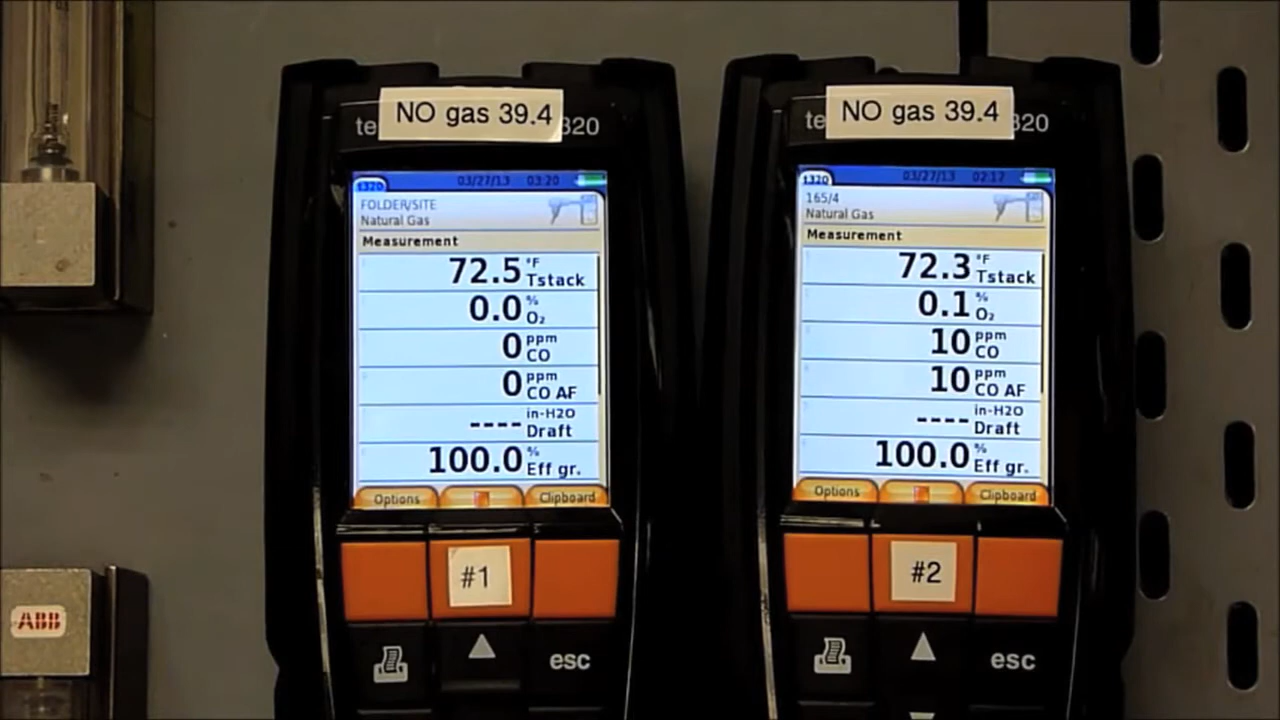 NO gas 39.4
te
320
t320 03/27/13 03:20
FOLDER/SITE
Natural Gas
Measurement
72.5 °F Tstack
0.0 % O₂
0 ppm CO
0 ppm CO AF
---- in-H2O Draft
100.0 % Eff gr.
Options Clipboard
#1
esc
NO gas 39.4
te
320
t320 03/27/13 02:17
165/4
Natural Gas
Measurement
72.3 °F Tstack
0.1 % O₂
10 ppm CO
10 ppm CO AF
---- in-H2O Draft
100.0 % Eff gr.
Options Clipboard
#2
esc
ABB